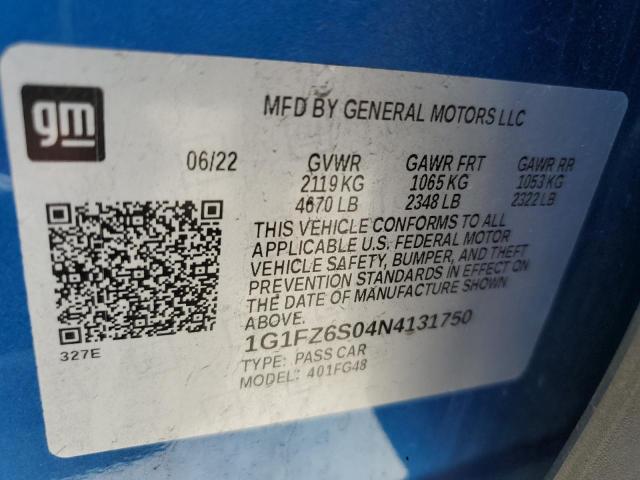 gm
MFD BY GENERAL MOTORS LLC
06/22 GVWR GAWR FRT GAWR RR
2119 KG 1065 KG 1053 KG
4670 LB 2348 LB 2322 LB
THIS VEHICLE CONFORMS TO ALL
APPLICABLE U.S. FEDERAL MOTOR
VEHICLE SAFETY, BUMPER, AND THEFT
PREVENTION STANDARDS IN EFFECT ON
THE DATE OF MANUFACTURE SHOWN
ABOVE.
1G1FZ6S04N4131750
327E
TYPE: PASS CAR
MODEL: 401FG48